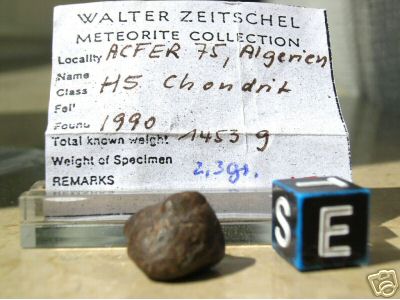 WALTER ZEITSCHEL
METEORITE COLLECTION
Locality ACFER 75, Algerien
Name
Class H5 Chondrit
Fell
Found 1990
Total known weight 1453 g
Weight of Specimen 2,3gr.
REMARKS
S E